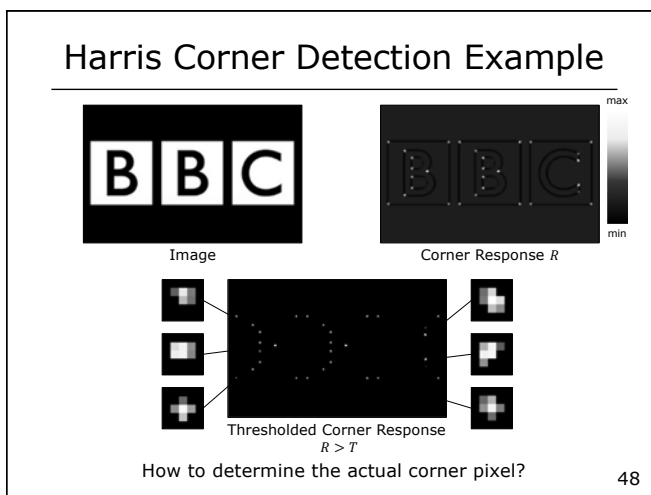 Harris Corner Detection Example
max
BBC
min
Image
Corner Response R
Thresholded Corner Response
R > T
How to determine the actual corner pixel?
48